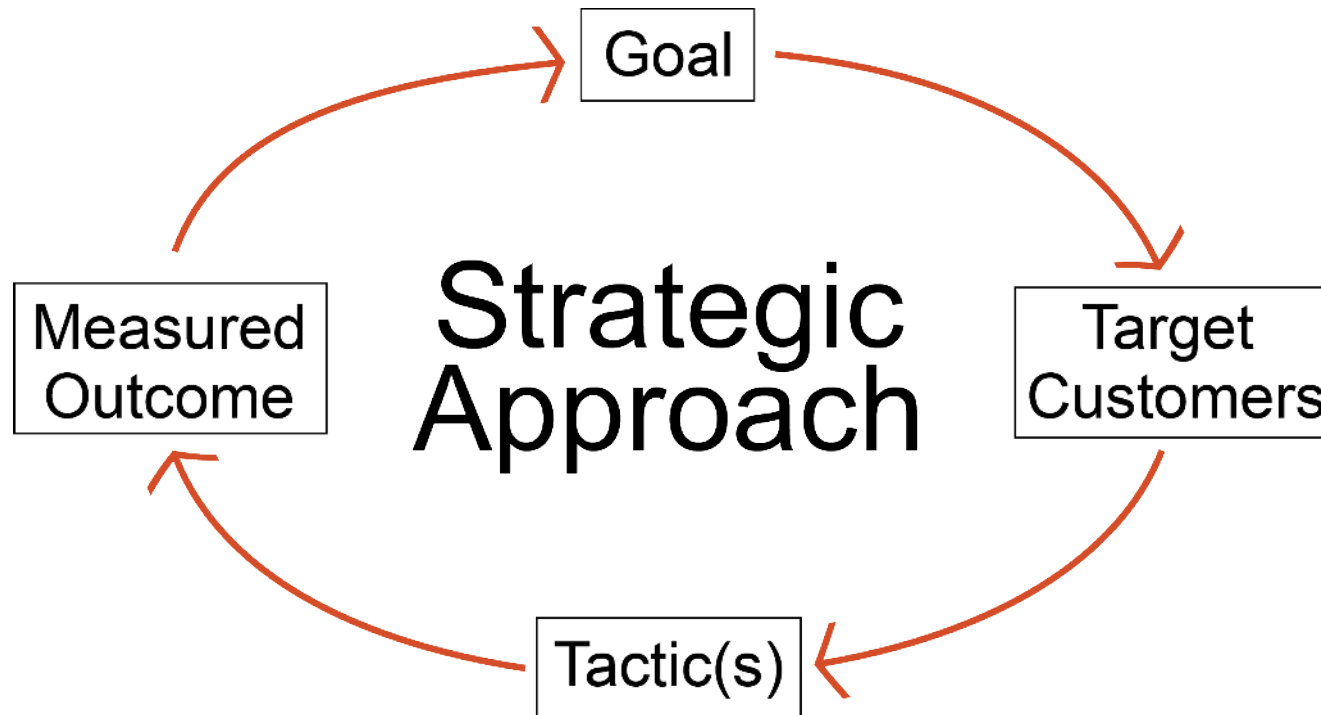 Goal
Measured
Outcome
Strategic
Approach
Target
Customers
Tactic(s)